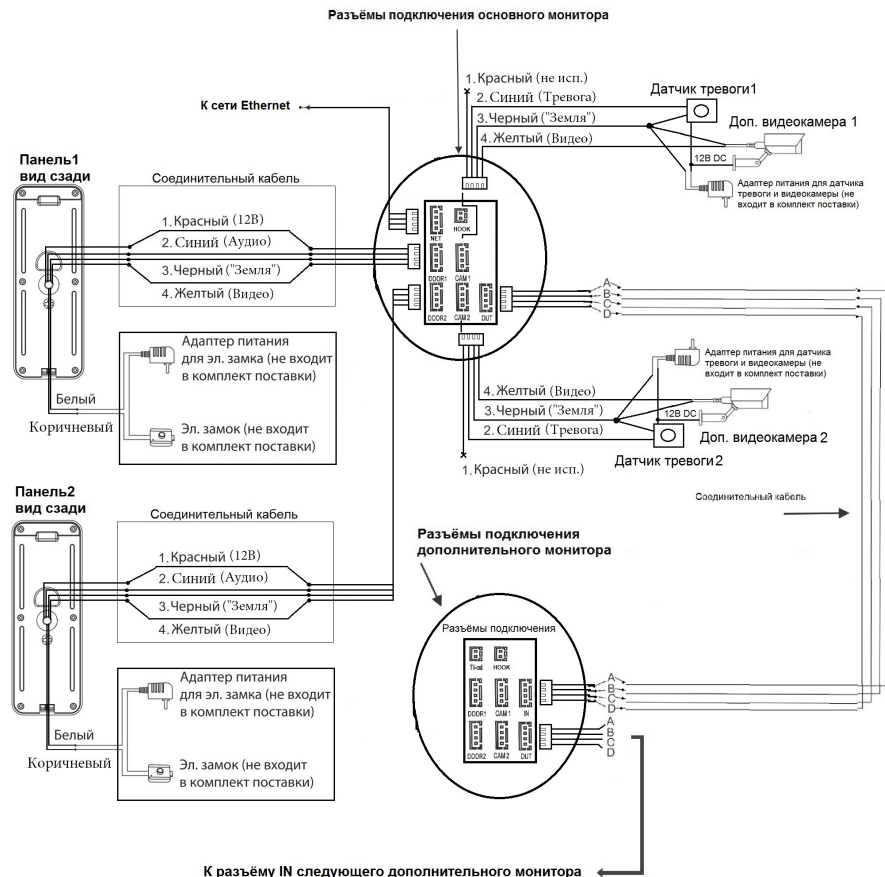 Разъёмы подключения основного монитора
1.Красный (не исп.)
2.Синий (Тревога)
3.Черный ("Земля")
4.Желтый (Видео)
Датчик тревоги1
Доп. видеокамера 1
12В DC
Адаптер питания для датчика
тревоги и видеокамеры (не
входит в комплект поставки)
К сети Ethernet
Панель1
вид сзади
Соединительный кабель
1.Красный (12В)
2. Синий (Аудио)
3.Черный ("Земля")
4.Желтый (Видео)
NET
HOOK
DOOR1
CAM 1
DOOR2
CAM 2
OUT
A
B
C
D
Адаптер питания
для эл. замка (не входит
в комплект поставки)
Белый
Коричневый
Эл. замок (не входит
в комплект поставки)
Адаптер питания для датчика
тревоги и видеокамеры (не
входит в комплект поставки)
4.Желтый (Видео)
3.Черный ("Земля")
2.Синий (Тревога)
1.Красный (не исп.)
12В DC
Доп. видеокамера 2
Датчик тревоги2
Соединительный кабель
Панель2
вид сзади
Соединительный кабель
1.Красный (12В)
2. Синий (Аудио)
3.Черный ("Земля")
4.Желтый (Видео)
Адаптер питания
для эл. замка (не входит
в комплект поставки)
Белый
Коричневый
Эл. замок (не входит
в комплект поставки)
Разъёмы подключения
дополнительного монитора
Разъёмы подключения
HOOK
DOOR1
CAM 1
IN
DOOR2
CAM 2
OUT
A
B
C
D
A
B
C
D
К разъёму IN следующего дополнительного монитора